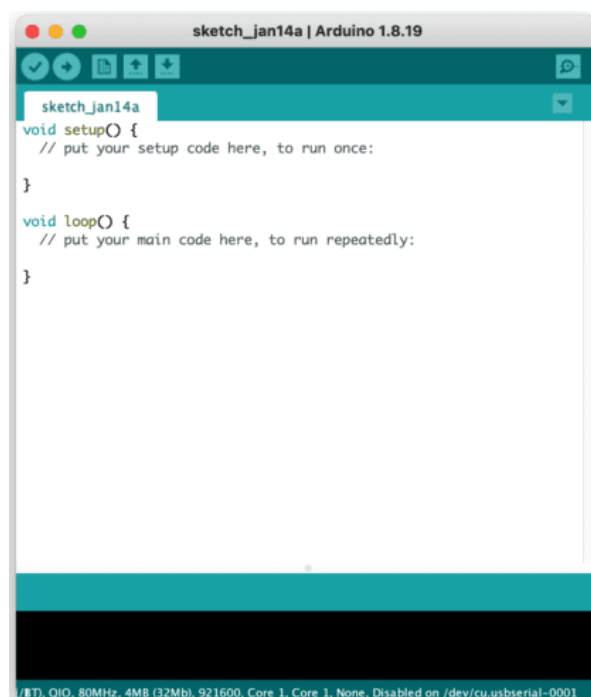 sketch_jan14a | Arduino 1.8.19
sketch_jan14a
void setup() {
// put your setup code here, to run once:
}
void loop() {
// put your main code here, to run repeatedly:
}
/BT), QIO, 80MHz, 4MB (32Mb), 921600, Core 1, Core 1, None, Disabled on /dev/cu.usbserial-0001